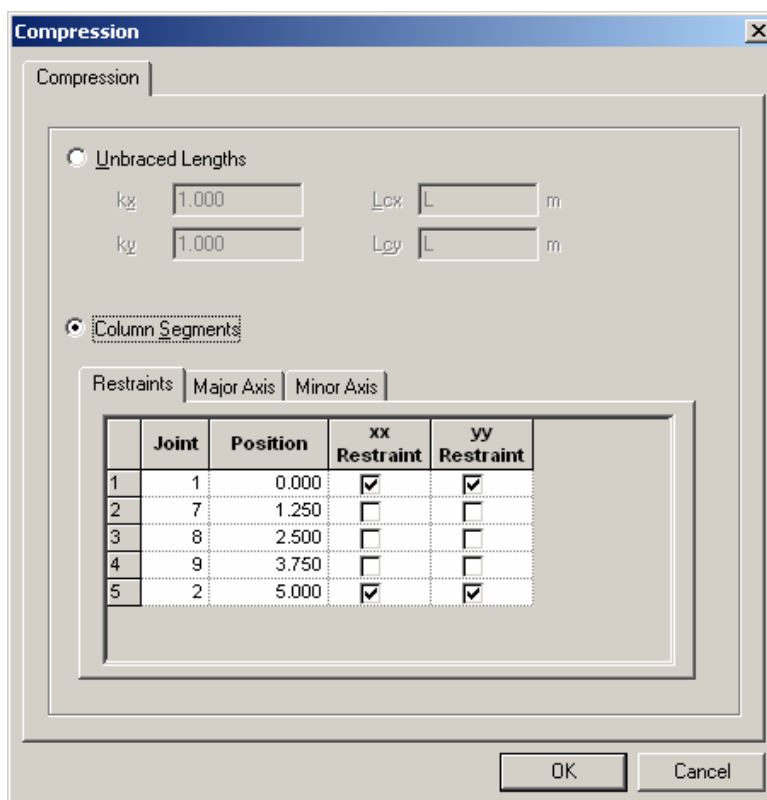 Compression
Compression
Unbraced Lengths
kx 1.000 Lcx L m
ky 1.000 Lcy L m
Column Segments
Restraints Major Axis Minor Axis
Joint Position xx Restraint yy Restraint
1 1 0.000
2 7 1.250
3 8 2.500
4 9 3.750
5 2 5.000
OK Cancel